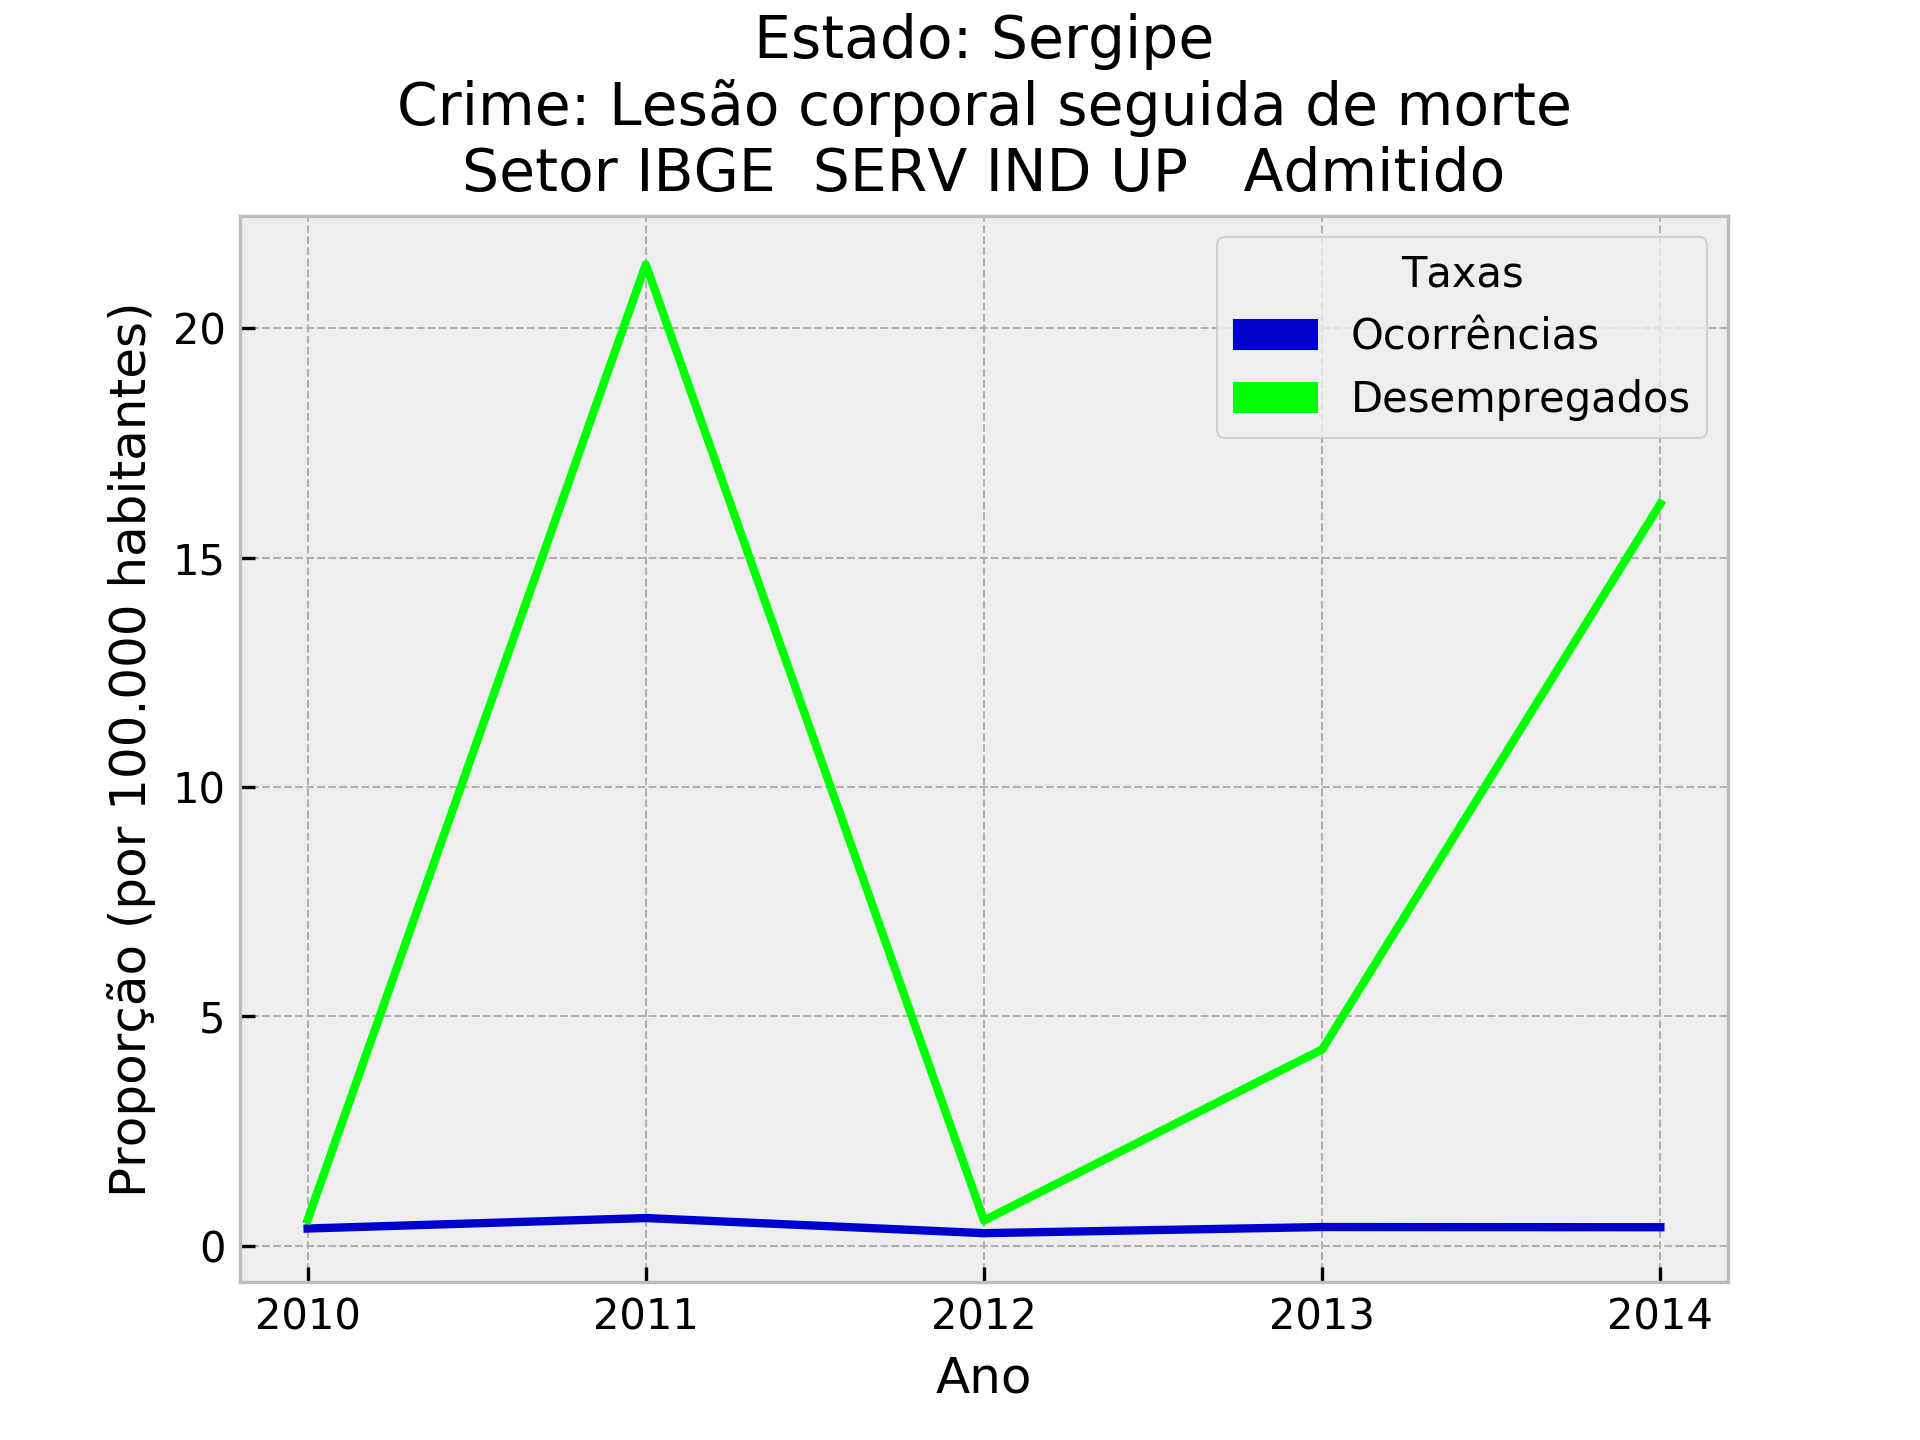 Estado: Sergipe
Crime: Lesão corporal seguida de morte
Setor IBGE  SERV IND UP   Admitido
Taxas
Ocorrências
Desempregados
Proporção (por 100.000 habitantes)
20
15
10
5
0
2010 2011 2012 2013 2014
Ano